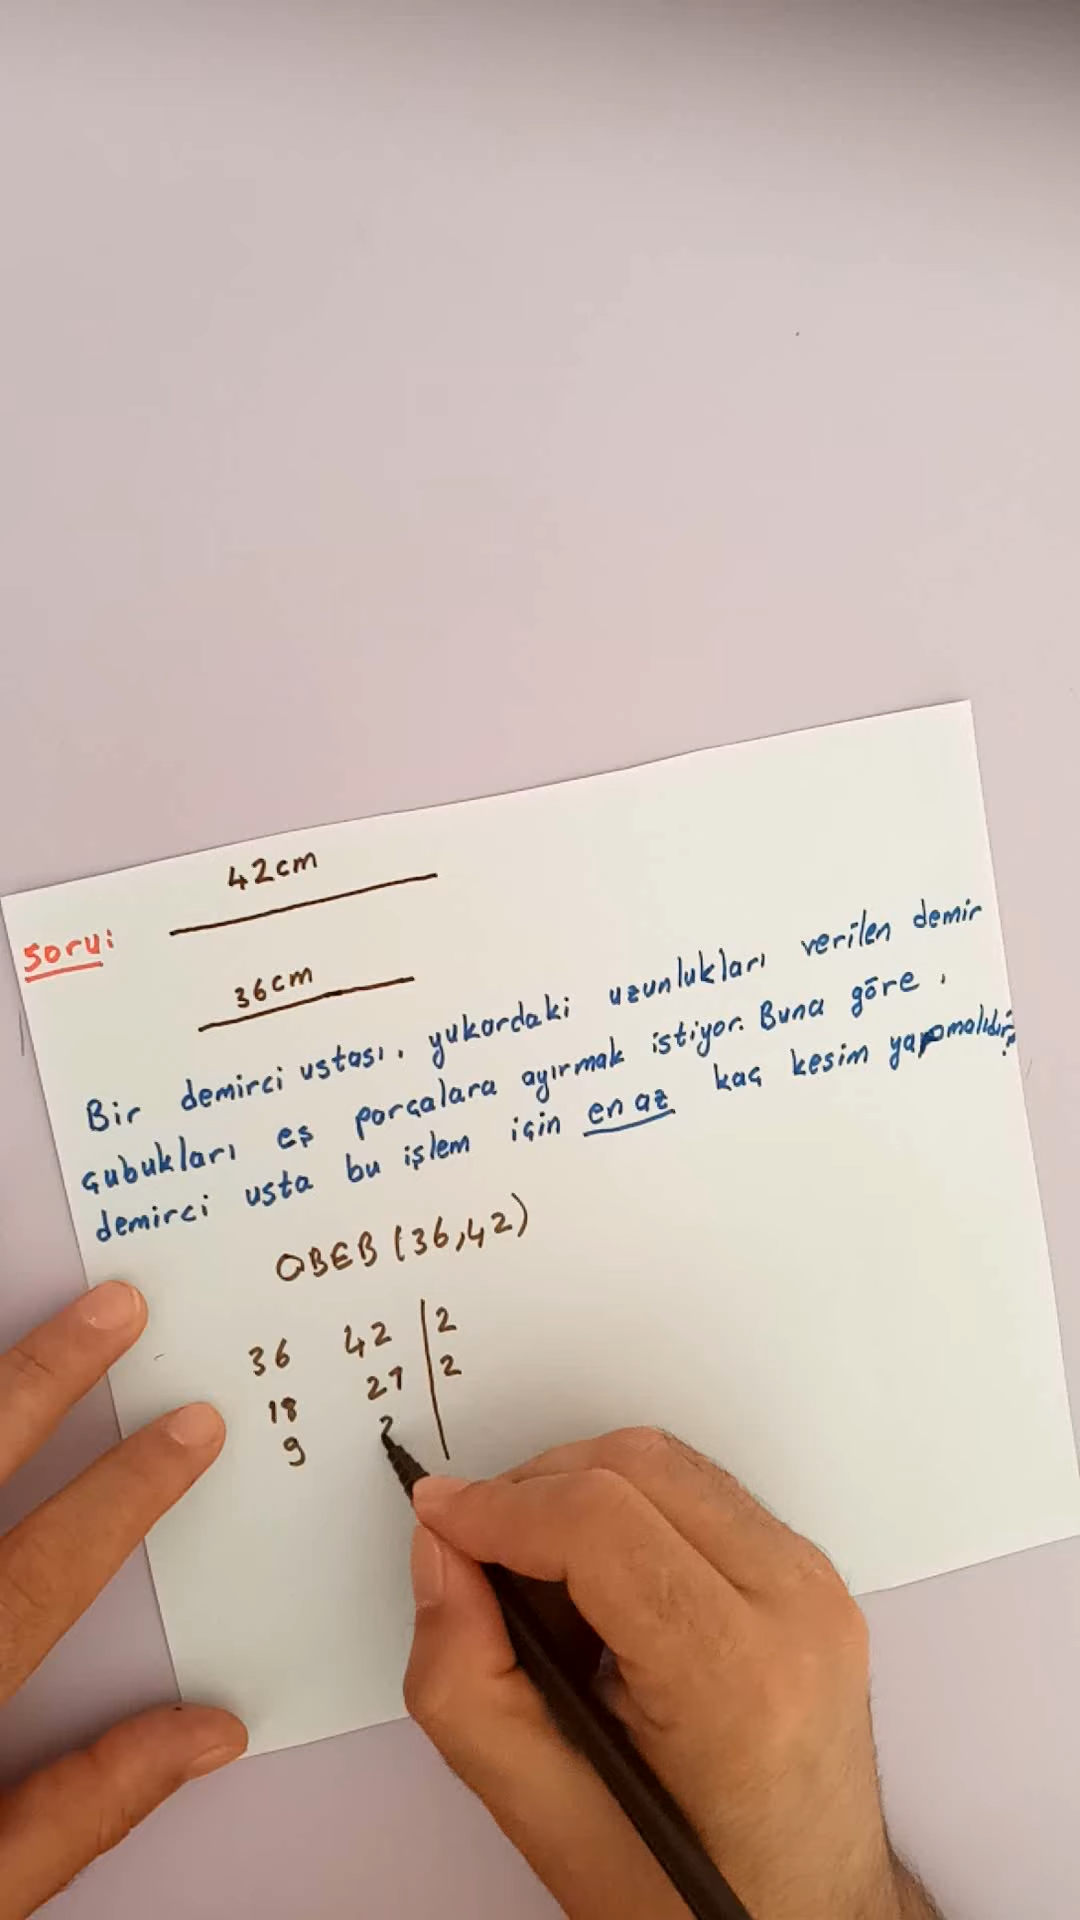 42cm
Soru:
36cm
Bir demirci ustası, yukardaki uzunlukları verilen demir
çubukları eş parçalara ayırmak istiyor. Buna göre,
demirci usta bu işlem için en az kaç kesim yapmalıdır?
OBEB (36,42)
36 42 | 2
18 21 | 2
9 2